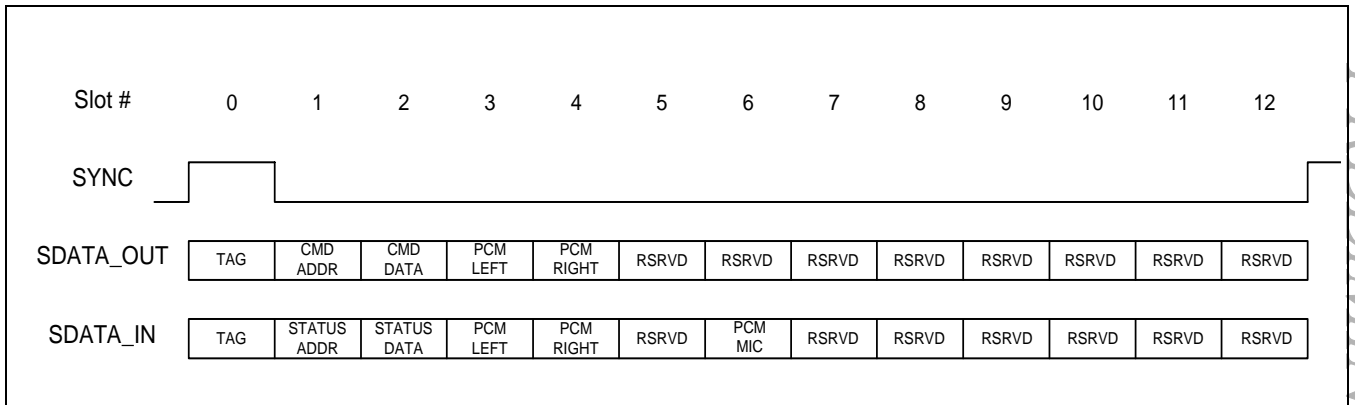 Slot # 0 1 2 3 4 5 6 7 8 9 10 11 12
SYNC
SDATA_OUT TAG CMD ADDR CMD DATA PCM LEFT PCM RIGHT RSRVD RSRVD RSRVD RSRVD RSRVD RSRVD RSRVD RSRVD
SDATA_IN TAG STATUS ADDR STATUS DATA PCM LEFT PCM RIGHT RSRVD PCM MIC RSRVD RSRVD RSRVD RSRVD RSRVD RSRVD